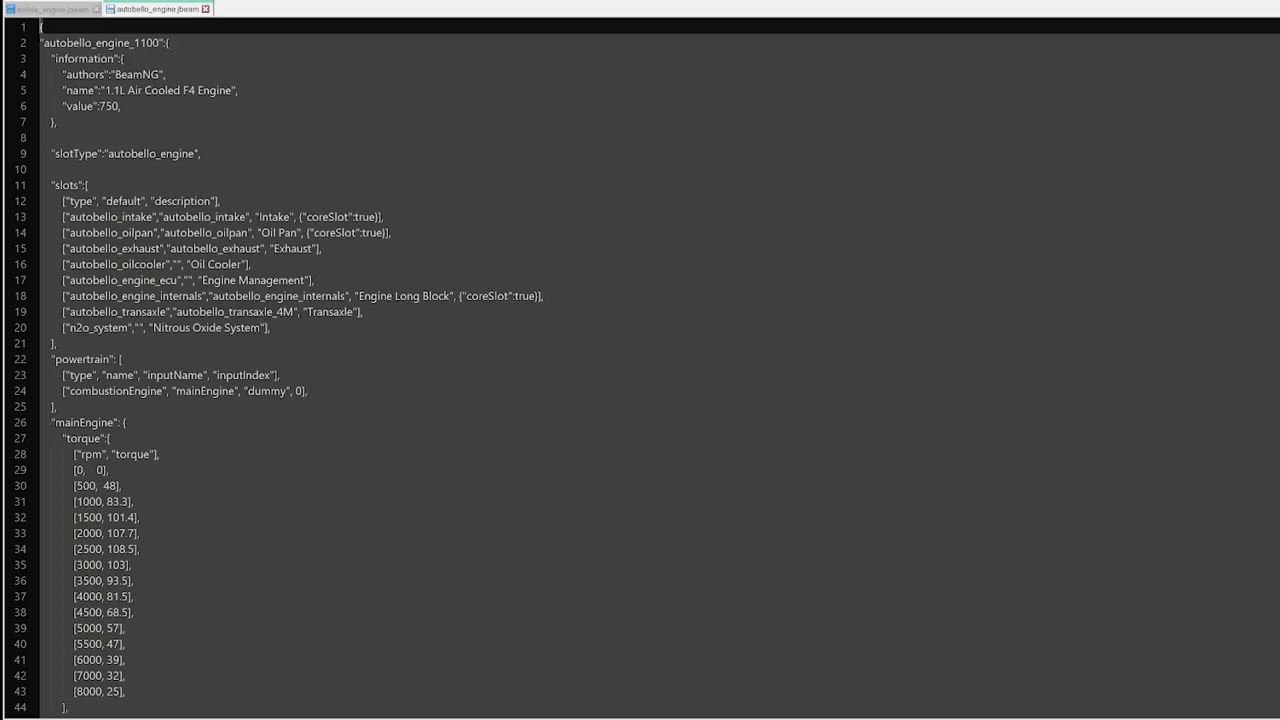 bolide_engine.jbeam autobello_engine.jbeam
1 {
2 "autobello_engine_1100":{
3 "information":{
4 "authors":"BeamNG",
5 "name":"1.1L Air Cooled F4 Engine",
6 "value":750,
7 },
8
9 "slotType":"autobello_engine",
10
11 "slots":[
12 ["type", "default", "description"],
13 ["autobello_intake","autobello_intake", "Intake", {"coreSlot":true}],
14 ["autobello_oilpan","autobello_oilpan", "Oil Pan", {"coreSlot":true}],
15 ["autobello_exhaust","autobello_exhaust", "Exhaust"],
16 ["autobello_oilcooler","", "Oil Cooler"],
17 ["autobello_engine_ecu","", "Engine Management"],
18 ["autobello_engine_internals","autobello_engine_internals", "Engine Long Block", {"coreSlot":true}],
19 ["autobello_transaxle","autobello_transaxle_4M", "Transaxle"],
20 ["n2o_system","", "Nitrous Oxide System"],
21 ],
22 "powertrain": [
23 ["type", "name", "inputName", "inputIndex"],
24 ["combustionEngine", "mainEngine", "dummy", 0],
25 ],
26 "mainEngine": {
27 "torque":[
28 ["rpm", "torque"],
29 [0, 0],
30 [500, 48],
31 [1000, 83.3],
32 [1500, 101.4],
33 [2000, 107.7],
34 [2500, 108.5],
35 [3000, 103],
36 [3500, 93.5],
37 [4000, 81.5],
38 [4500, 68.5],
39 [5000, 57],
40 [5500, 47],
41 [6000, 39],
42 [7000, 32],
43 [8000, 25],
44 ],